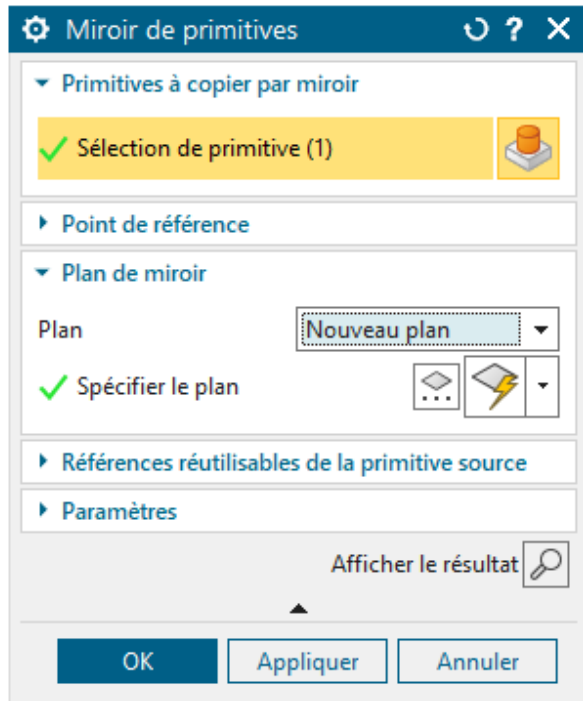 Miroir de primitives
Primitives à copier par miroir
Sélection de primitive (1)
Point de référence
Plan de miroir
Plan Nouveau plan
Spécifier le plan
Références réutilisables de la primitive source
Paramètres
Afficher le résultat
OK Appliquer Annuler